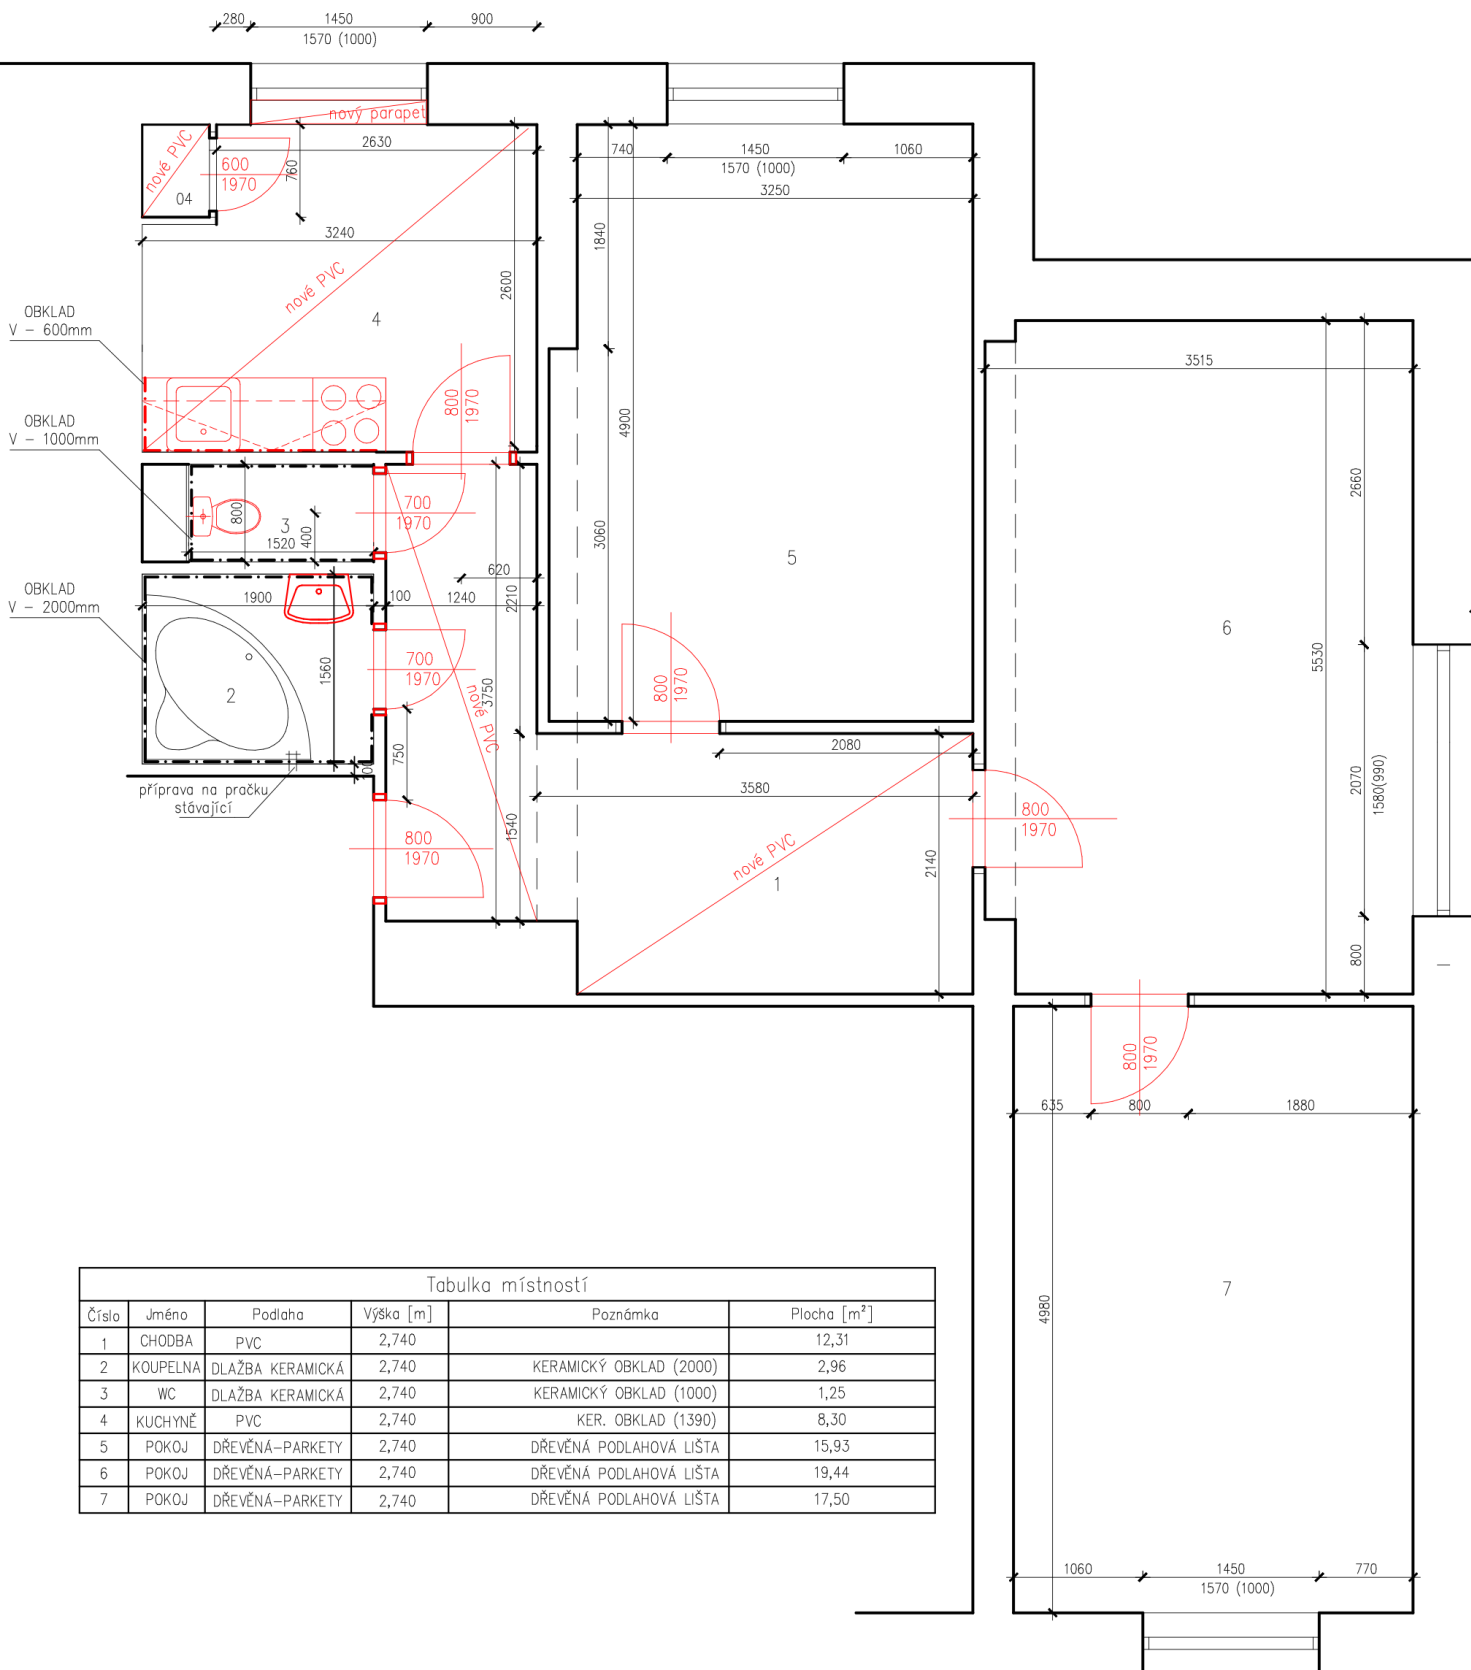 280 1450 900
1570 (1000)
nový parapet
nové PVC
04
600
1970
760
2630
3240
nové PVC
2600
4
OBKLAD
V - 600mm
OBKLAD
V - 1000mm
OBKLAD
V - 2000mm
800
1970
740 1450 1060
1570 (1000)
3250
1840
4900
3060
5
800
1970
3515
2660
5530
2070
1580(990)
800
6
800
3
1520
400
700
1970
620
2210
1900 100 1240
1560
2
700
1970
3750
nové PVC
750
příprava na pračku
stávající
800
1970
1540
2080
3580
nové PVC
1
2140
800
1970
800
1970
635 800 1880
4980
7
1060 1450 770
1570 (1000)
Tabulka místností
Číslo Jméno Podlaha Výška [m] Poznámka Plocha [m²]
1 CHODBA PVC 2,740 12,31
2 KOUPELNA DLAŽBA KERAMICKÁ 2,740 KERAMICKÝ OBKLAD (2000) 2,96
3 WC DLAŽBA KERAMICKÁ 2,740 KERAMICKÝ OBKLAD (1000) 1,25
4 KUCHYNĚ PVC 2,740 KER. OBKLAD (1390) 8,30
5 POKOJ DŘEVĚNÁ-PARKETY 2,740 DŘEVĚNÁ PODLAHOVÁ LIŠTA 15,93
6 POKOJ DŘEVĚNÁ-PARKETY 2,740 DŘEVĚNÁ PODLAHOVÁ LIŠTA 19,44
7 POKOJ DŘEVĚNÁ-PARKETY 2,740 DŘEVĚNÁ PODLAHOVÁ LIŠTA 17,50